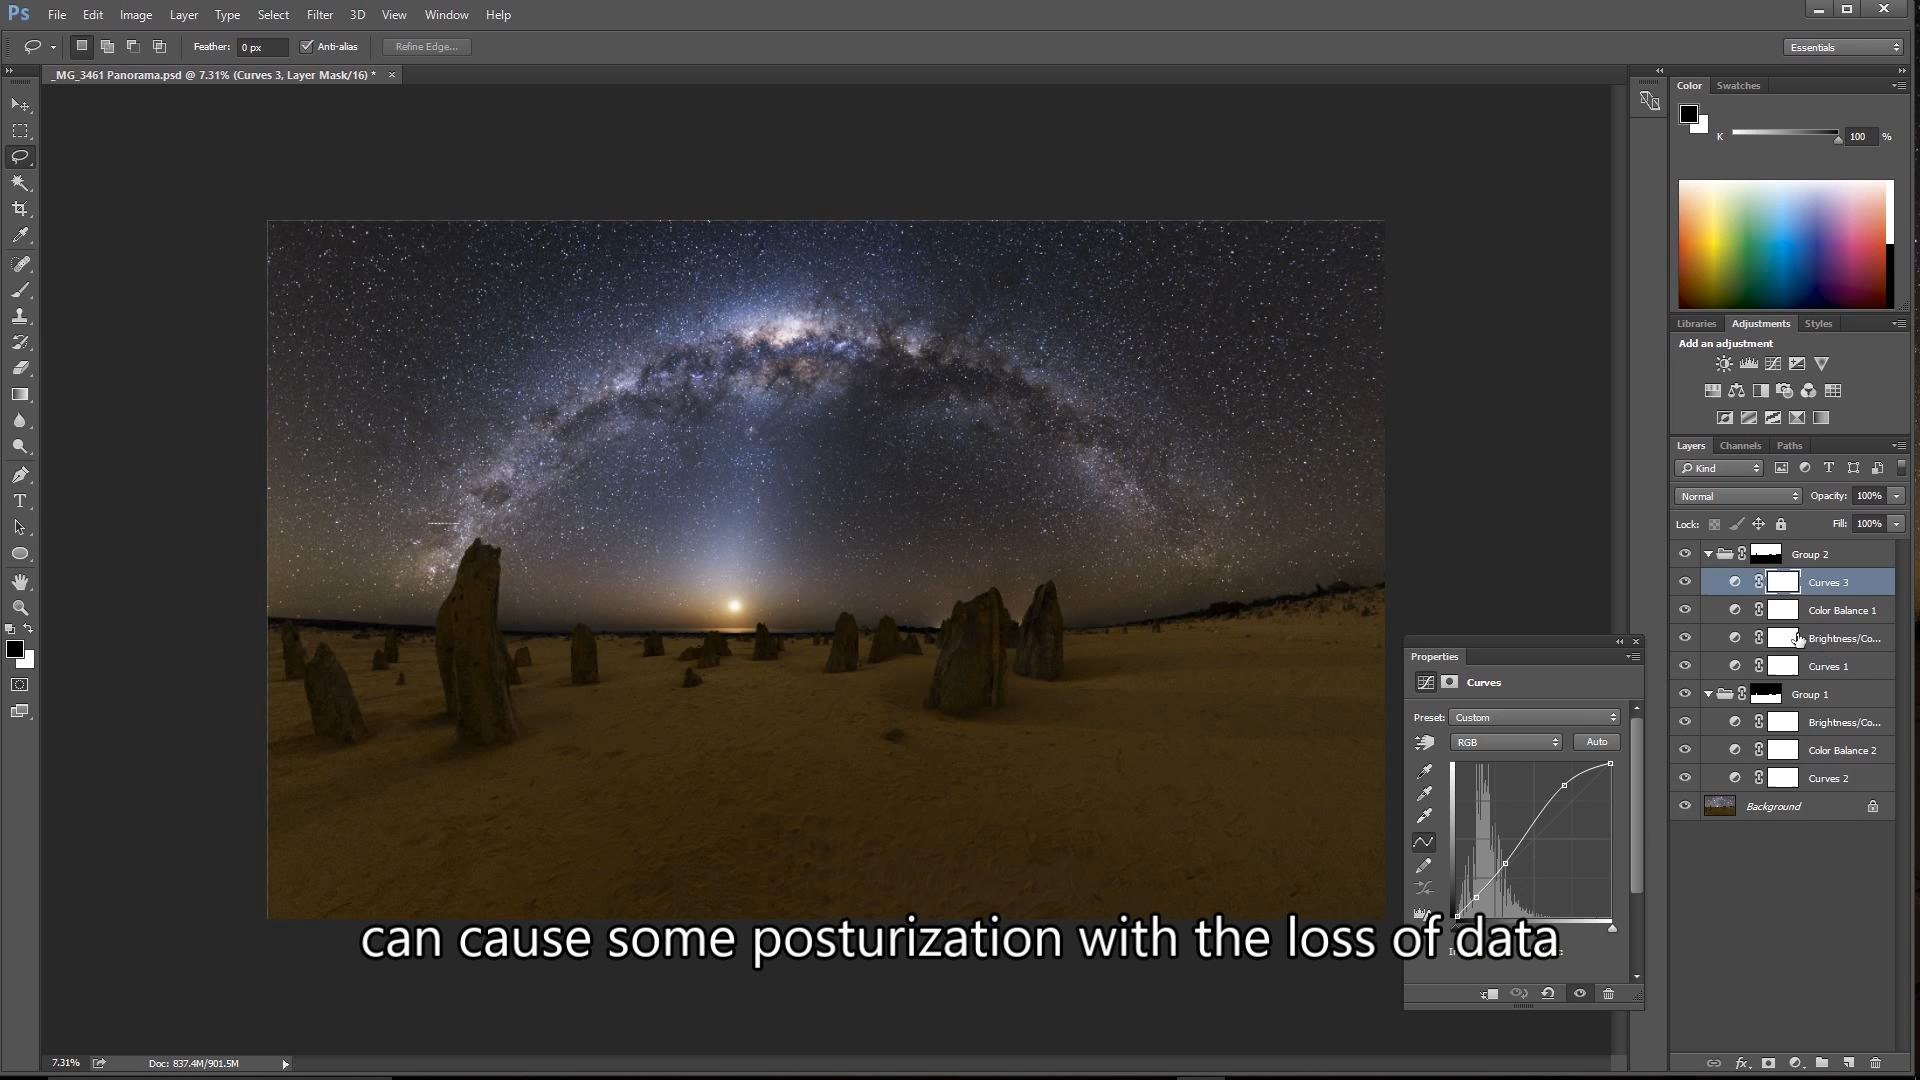 Ps File Edit Image Layer Type Select Filter 3D View Window Help
Feather: 0 px Anti-alias Refine Edge... Essentials
_MG_3461 Panorama.psd @ 7.31% (Curves 3, Layer Mask/16) * ×
Color Swatches
K 100 %
Libraries Adjustments Styles
Add an adjustment
Layers Channels Paths
Kind
Normal Opacity: 100%
Lock: Fill: 100%
Group 2
Curves 3
Color Balance 1
Brightness/Co...
Curves 1
Group 1
Brightness/Co...
Color Balance 2
Curves 2
Background
Properties
Curves
Preset: Custom
RGB Auto
can cause some posturization with the loss of data
7.31% Doc: 837.4M/901.5M